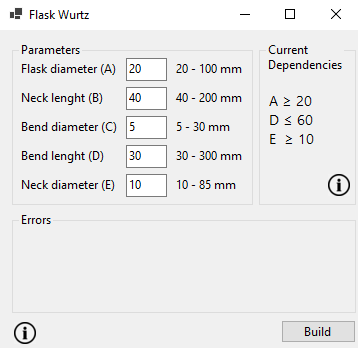 Flask Wurtz
Parameters
Flask diameter (A) 20 20 - 100 mm
Neck lenght (B) 40 40 - 200 mm
Bend diameter (C) 5 5 - 30 mm
Bend lenght (D) 30 30 - 300 mm
Neck diameter (E) 10 10 - 85 mm
Current
Dependencies
A ≥ 20
D ≤ 60
E ≥ 10
Errors
Build